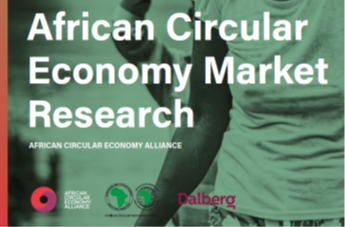 African Circular
Economy Market
Research
AFRICAN CIRCULAR ECONOMY ALLIANCE
AFRICAN
CIRCULAR
ECONOMY
ALLIANCE
Dalberg